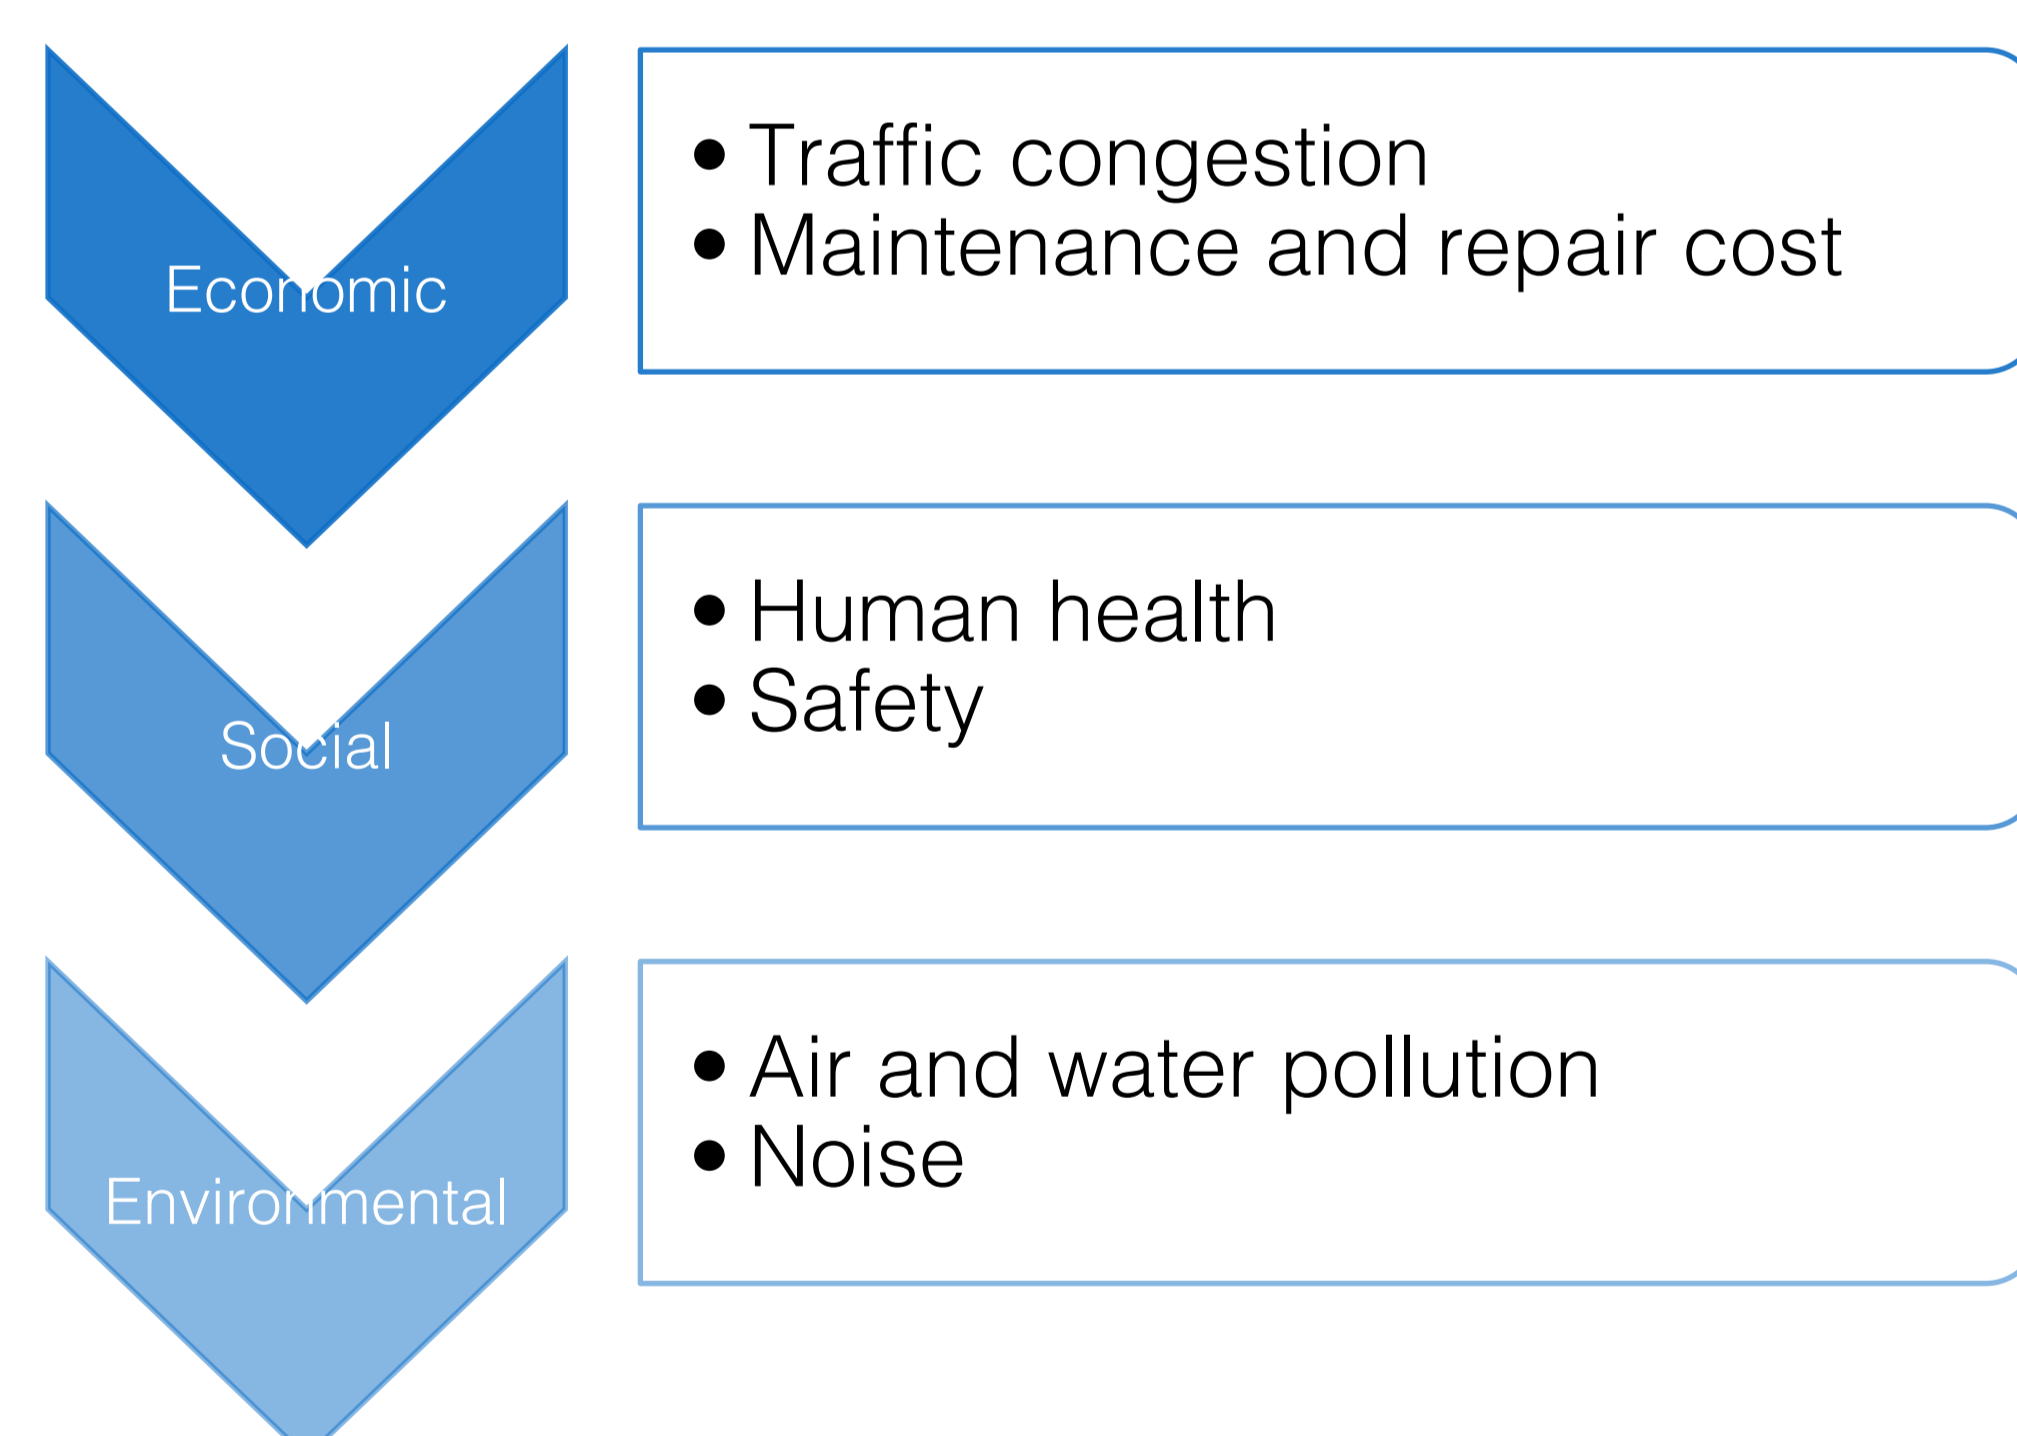 Economic
• Traffic congestion
• Maintenance and repair cost
Social
• Human health
• Safety
Environmental
• Air and water pollution
• Noise